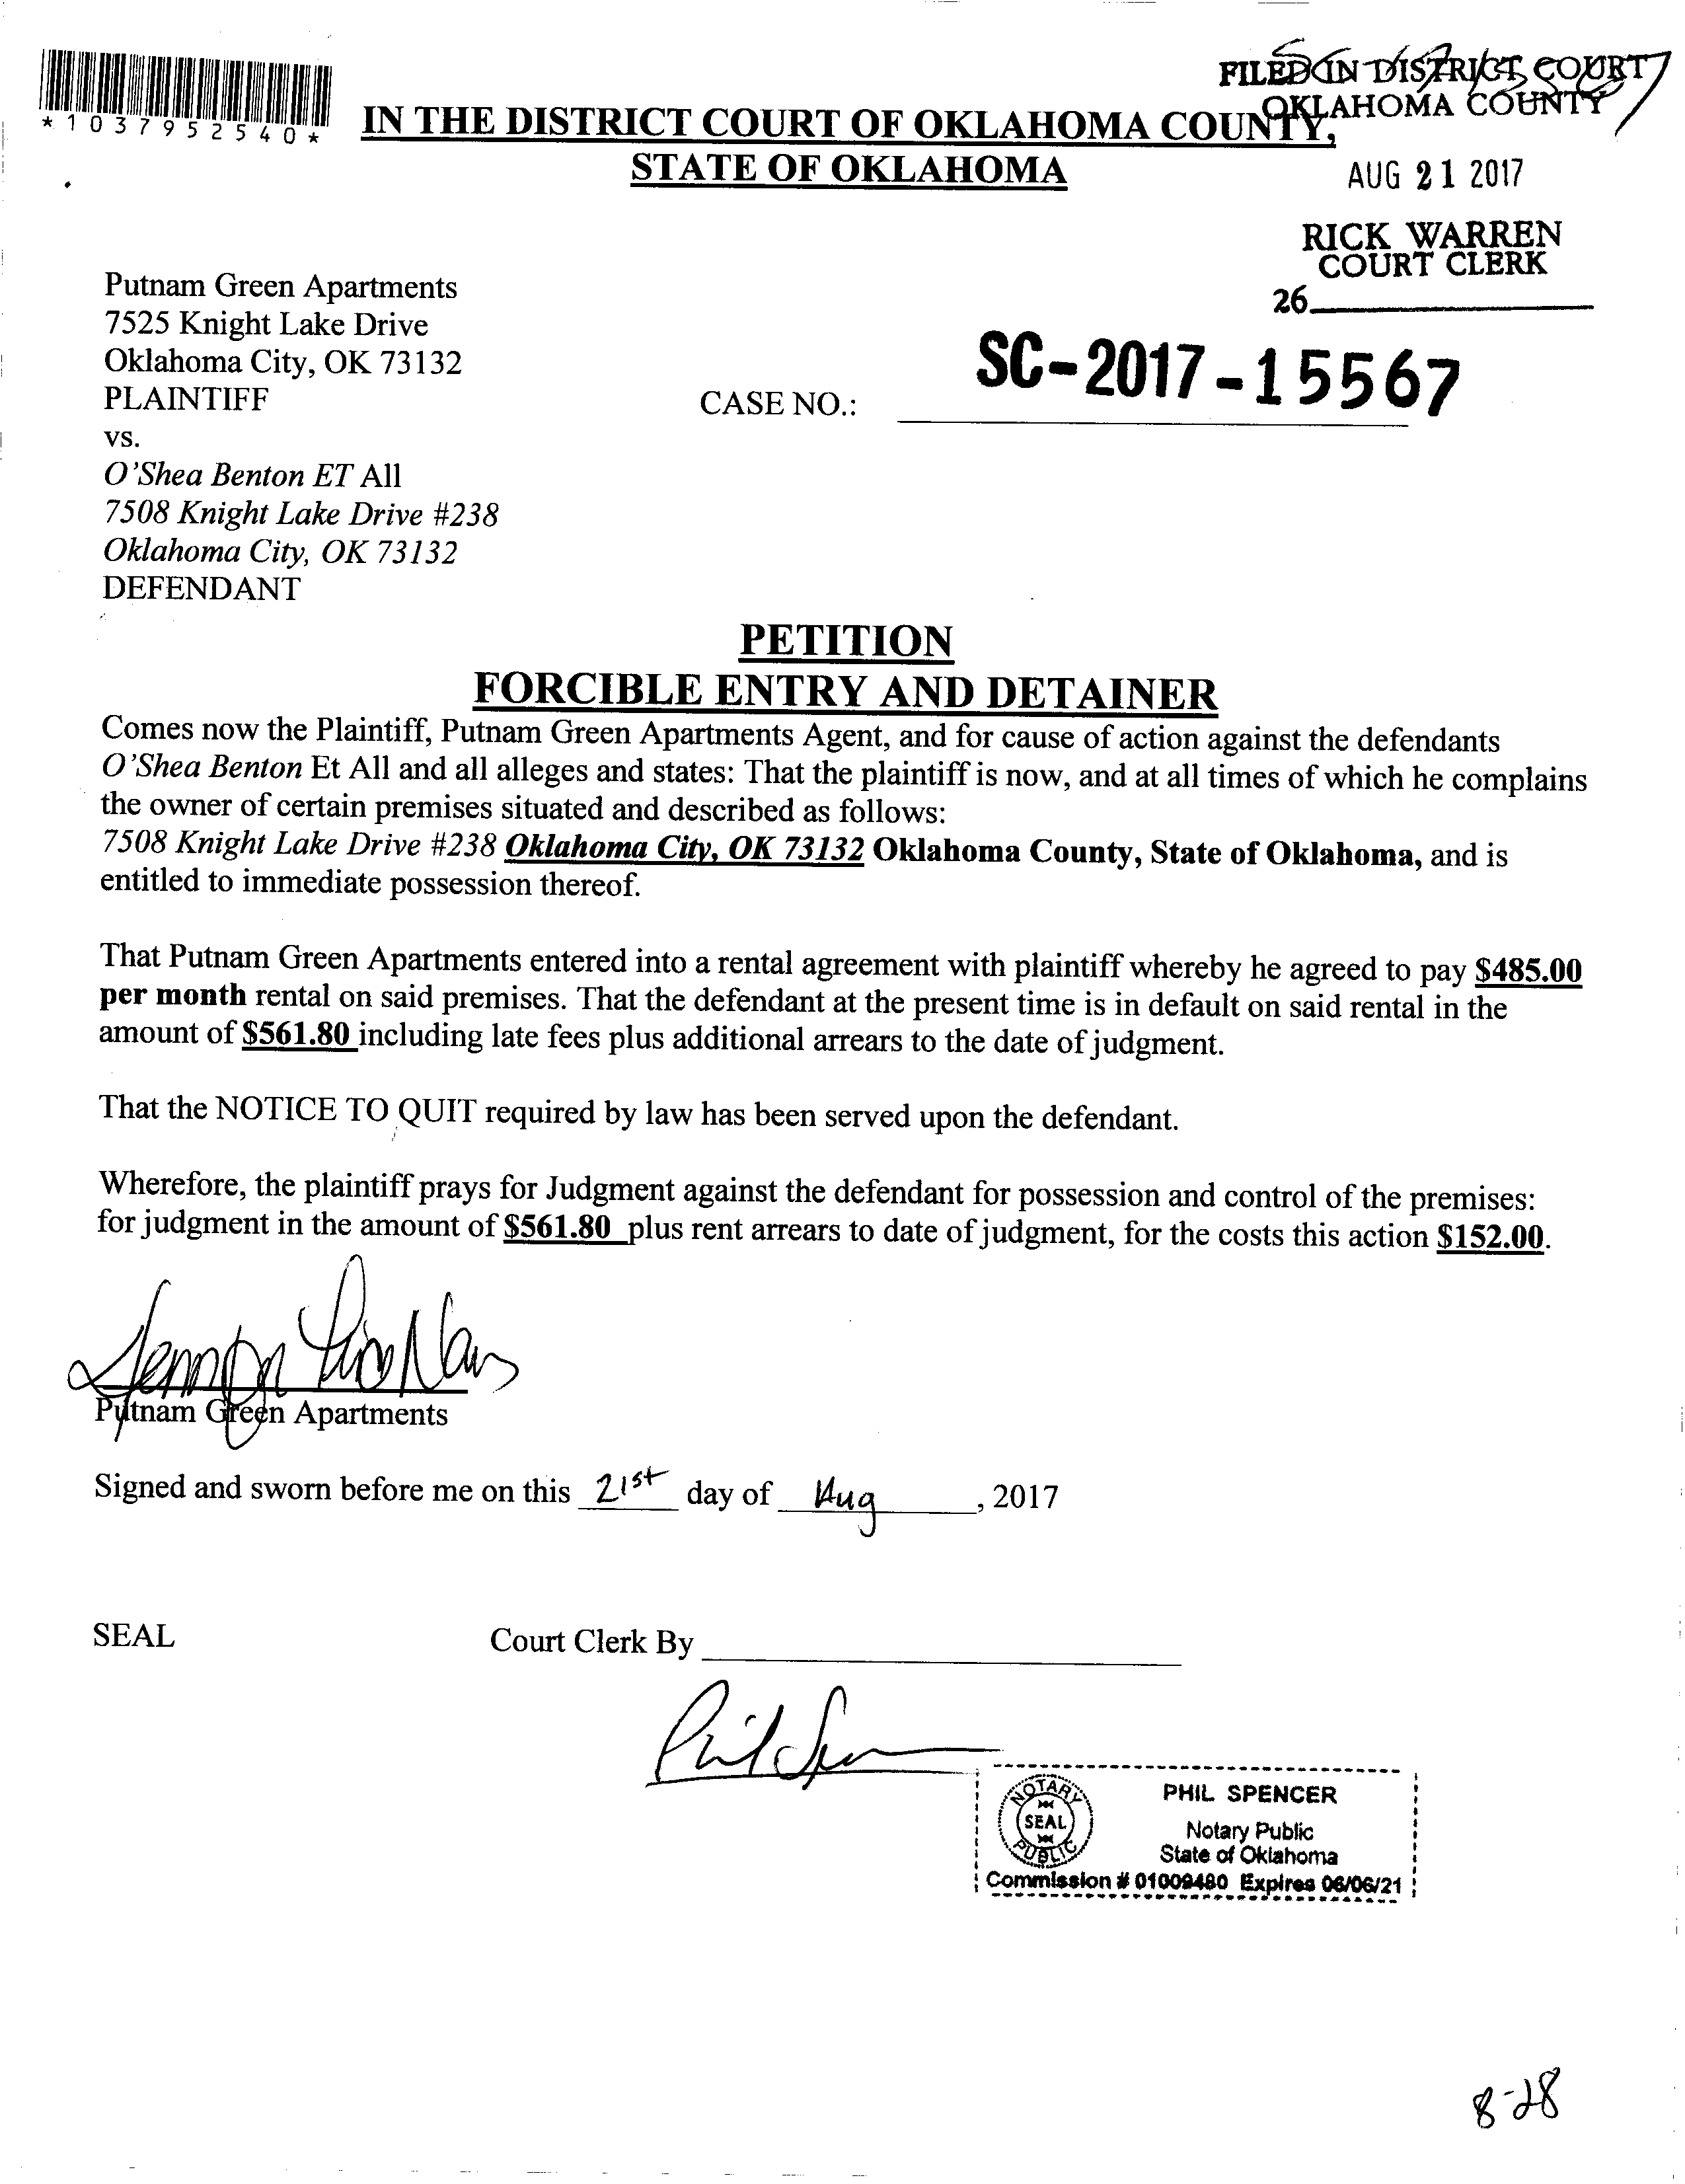 *1037952540*
FILED IN DISTRICT COURT
OKLAHOMA COUNTY
IN THE DISTRICT COURT OF OKLAHOMA COUNTY,
STATE OF OKLAHOMA
AUG 21 2017
RICK WARREN
COURT CLERK
26
Putnam Green Apartments
7525 Knight Lake Drive
Oklahoma City, OK 73132
PLAINTIFF
CASE NO.: SC-2017-15567
vs.
O'Shea Benton ET All
7508 Knight Lake Drive #238
Oklahoma City, OK 73132
DEFENDANT
PETITION
FORCIBLE ENTRY AND DETAINER
Comes now the Plaintiff, Putnam Green Apartments Agent, and for cause of action against the defendants
O'Shea Benton Et All and all alleges and states: That the plaintiff is now, and at all times of which he complains
the owner of certain premises situated and described as follows:
7508 Knight Lake Drive #238 Oklahoma City, OK 73132 Oklahoma County, State of Oklahoma, and is
entitled to immediate possession thereof.
That Putnam Green Apartments entered into a rental agreement with plaintiff whereby he agreed to pay $485.00
per month rental on said premises. That the defendant at the present time is in default on said rental in the
amount of $561.80 including late fees plus additional arrears to the date of judgment.
That the NOTICE TO QUIT required by law has been served upon the defendant.
Wherefore, the plaintiff prays for Judgment against the defendant for possession and control of the premises:
for judgment in the amount of $561.80 plus rent arrears to date of judgment, for the costs this action $152.00.
Putnam Green Apartments
Signed and sworn before me on this 21st day of Aug, 2017
SEAL
Court Clerk By
NOTARY
SEAL
PUBLIC
PHIL SPENCER
Notary Public
State of Oklahoma
Commission # 01009480 Expires 06/06/21
8-28